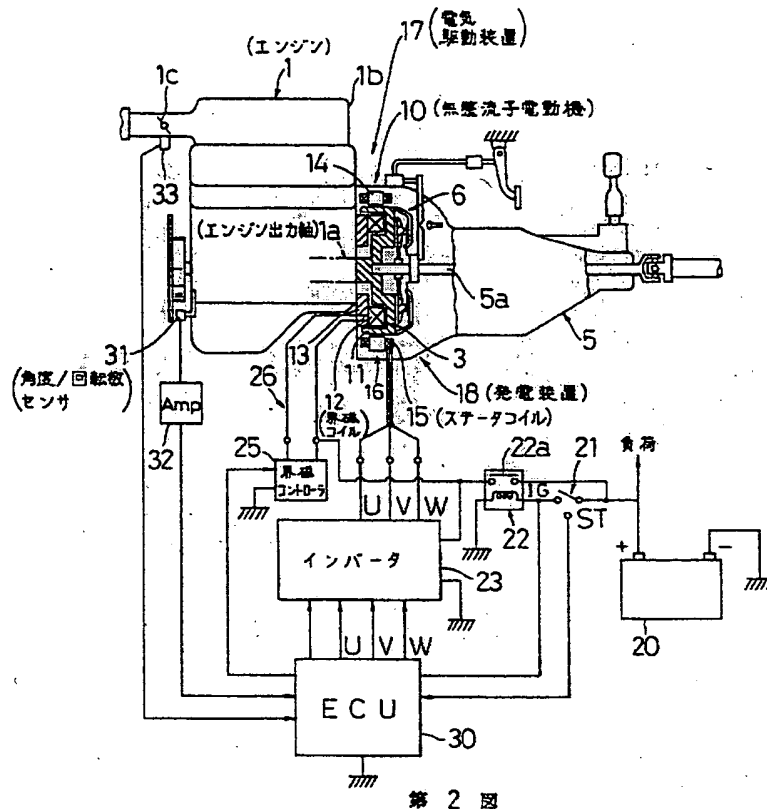 17 (電気
駆動装置)
(エンジン)
1
1b
1c
10 (無整流子電動機)
14
6
33
(エンジン出力軸)
1a
5a
5
31
13
11
16
3
(角度/回転数)
センサ
26
12
(界磁
コイル)
18 (発電装置)
15 (ステータコイル)
Amp
32
25
界磁
コントローラ
22a
21
負荷
U V W
IG
ST
22
+
-
インバータ
23
20
U V W
ECU
30
第 2 図